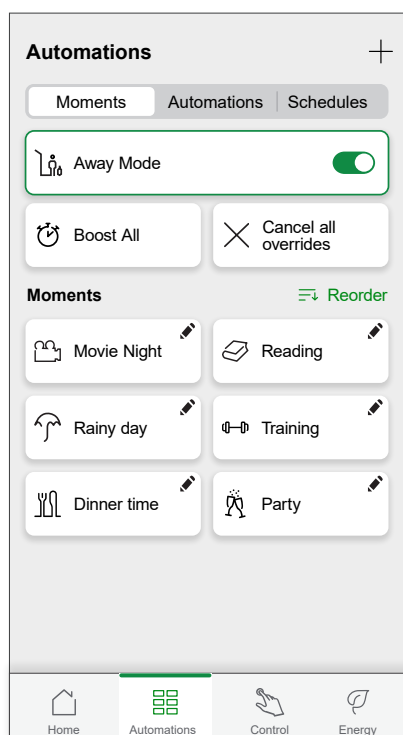 Automations
Moments Automations Schedules
Away Mode
Boost All
Cancel all
overrides
Moments Reorder
Movie Night Reading
Rainy day Training
Dinner time Party
Home Automations Control Energy